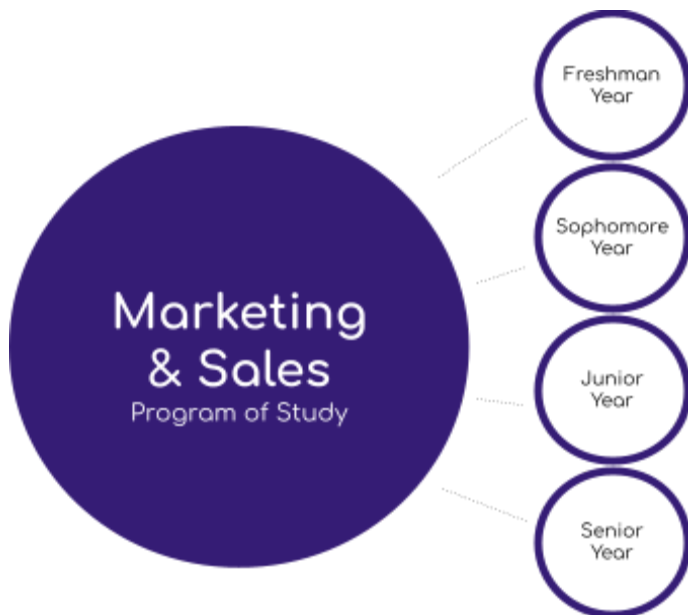 Marketing
& Sales
Program of Study
Freshman
Year
Sophomore
Year
Junior
Year
Senior
Year